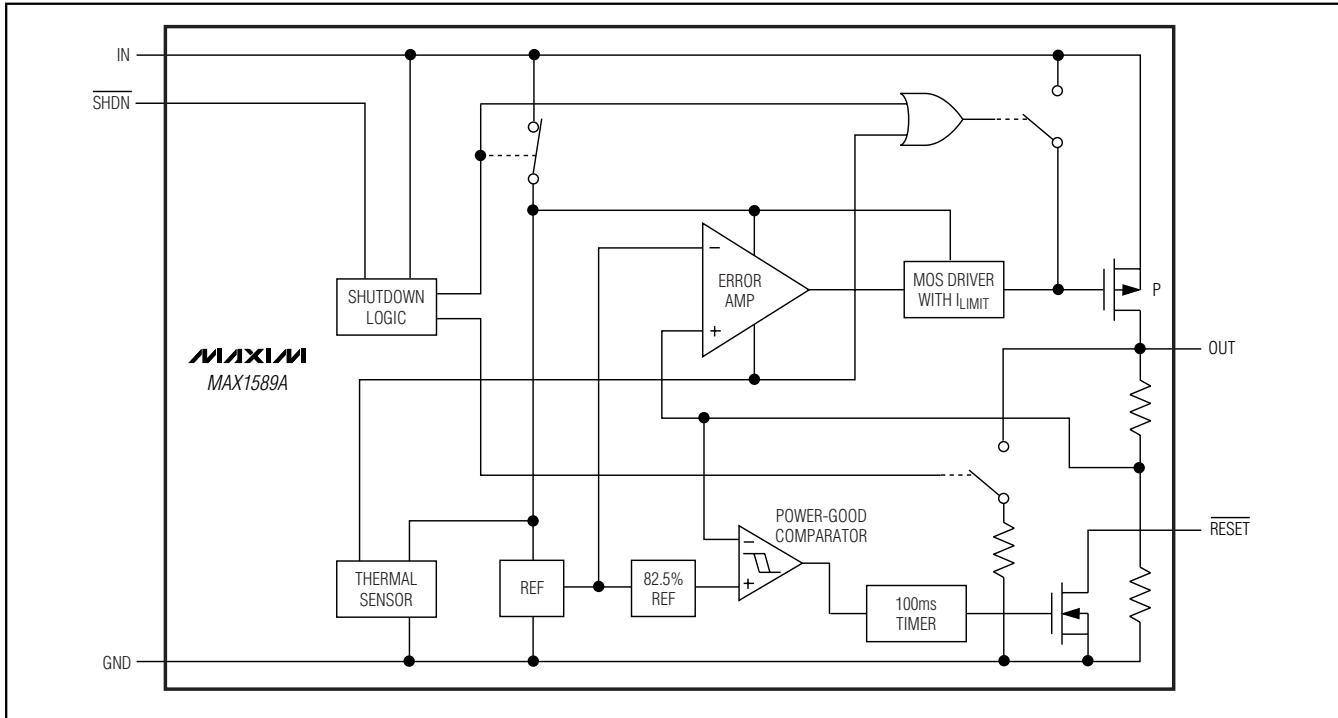 IN
SHDN
SHUTDOWN
LOGIC
MAXIM
MAX1589A
−
ERROR
AMP
+
MOS DRIVER
WITH ILIMIT
P
OUT
POWER-GOOD
COMPARATOR
−
+
RESET
THERMAL
SENSOR
REF
82.5%
REF
100ms
TIMER
GND